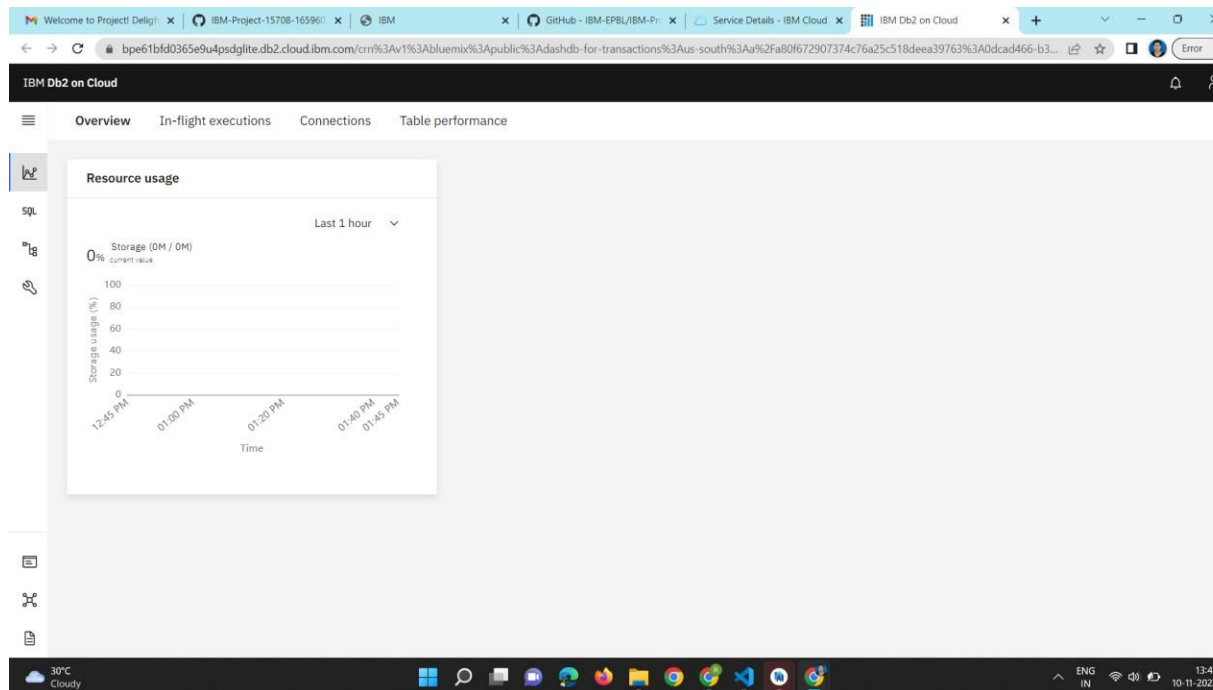 Welcome to Project! Deligh
IBM-Project-15708-165960
IBM
GitHub - IBM-EPBL/IBM-Pro
Service Details - IBM Cloud
IBM Db2 on Cloud
bpe61bfd0365e9u4psdglite.db2.cloud.ibm.com/crn%3Av1%3Abluemix%3Apublic%3Adashdb-for-transactions%3Aus-south%3Aa%2Fa80f672907374c76a25c518deea39763%3A0dcad466-b3...
Error
IBM Db2 on Cloud
Overview In-flight executions Connections Table performance
Resource usage
Last 1 hour
0% Storage (0M / 0M)
current value
100
80
60
40
20
0
Storage usage (%)
12:45 PM 01:00 PM 01:20 PM 01:40 PM 01:45 PM
Time
SQL
30°C
Cloudy
ENG
IN
13:4
10-11-202